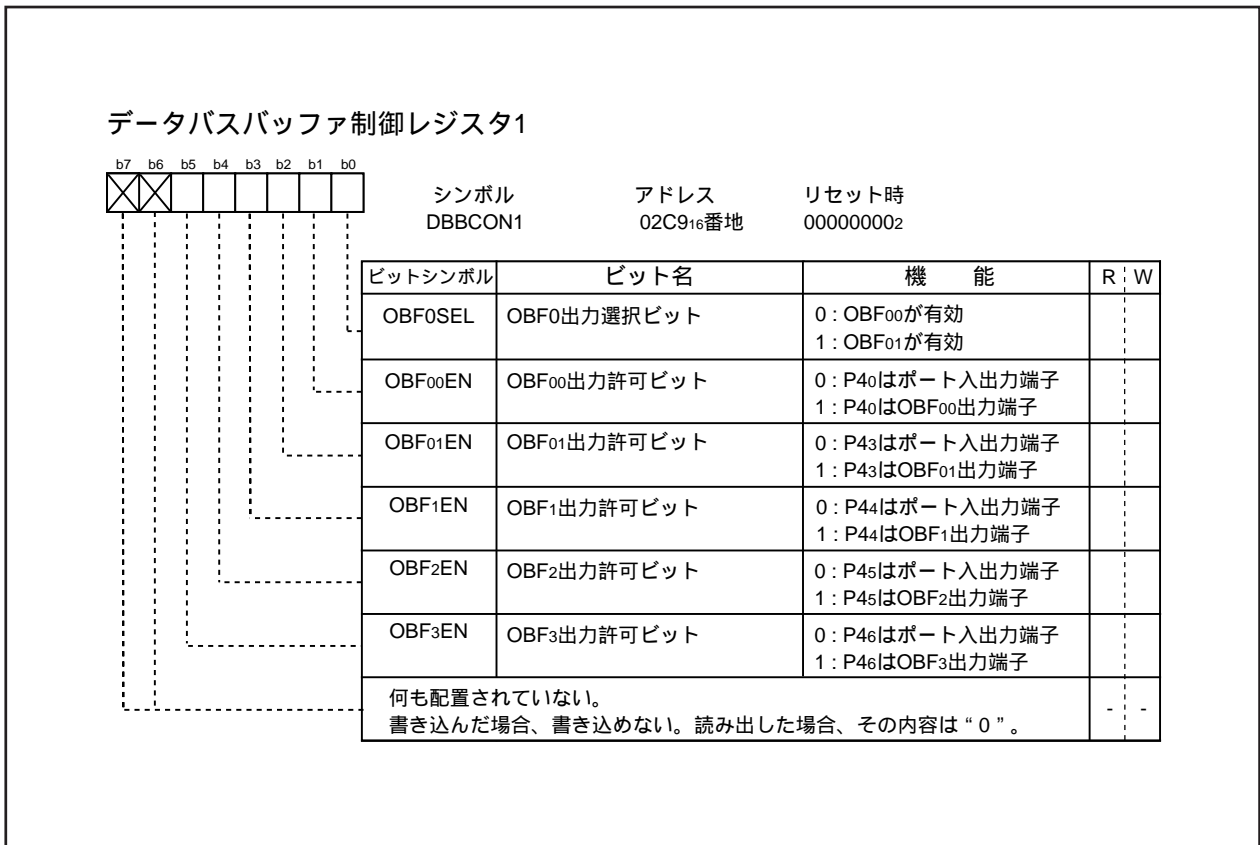 データバスバッファ制御レジスタ1
b7 b6 b5 b4 b3 b2 b1 b0
シンボル アドレス リセット時
DBBCON1 02C916番地 000000002
ビットシンボル ビット名 機 能 R W
OBF0SEL OBF0出力選択ビット 0 : OBF00が有効
1 : OBF01が有効
OBF00EN OBF00出力許可ビット 0 : P40はポート入出力端子
1 : P40はOBF00出力端子
OBF01EN OBF01出力許可ビット 0 : P43はポート入出力端子
1 : P43はOBF01出力端子
OBF1EN OBF1出力許可ビット 0 : P44はポート入出力端子
1 : P44はOBF1出力端子
OBF2EN OBF2出力許可ビット 0 : P45はポート入出力端子
1 : P45はOBF2出力端子
OBF3EN OBF3出力許可ビット 0 : P46はポート入出力端子
1 : P46はOBF3出力端子
何も配置されていない。 - -
書き込んだ場合、書き込めない。読み出した場合、その内容は“0”。